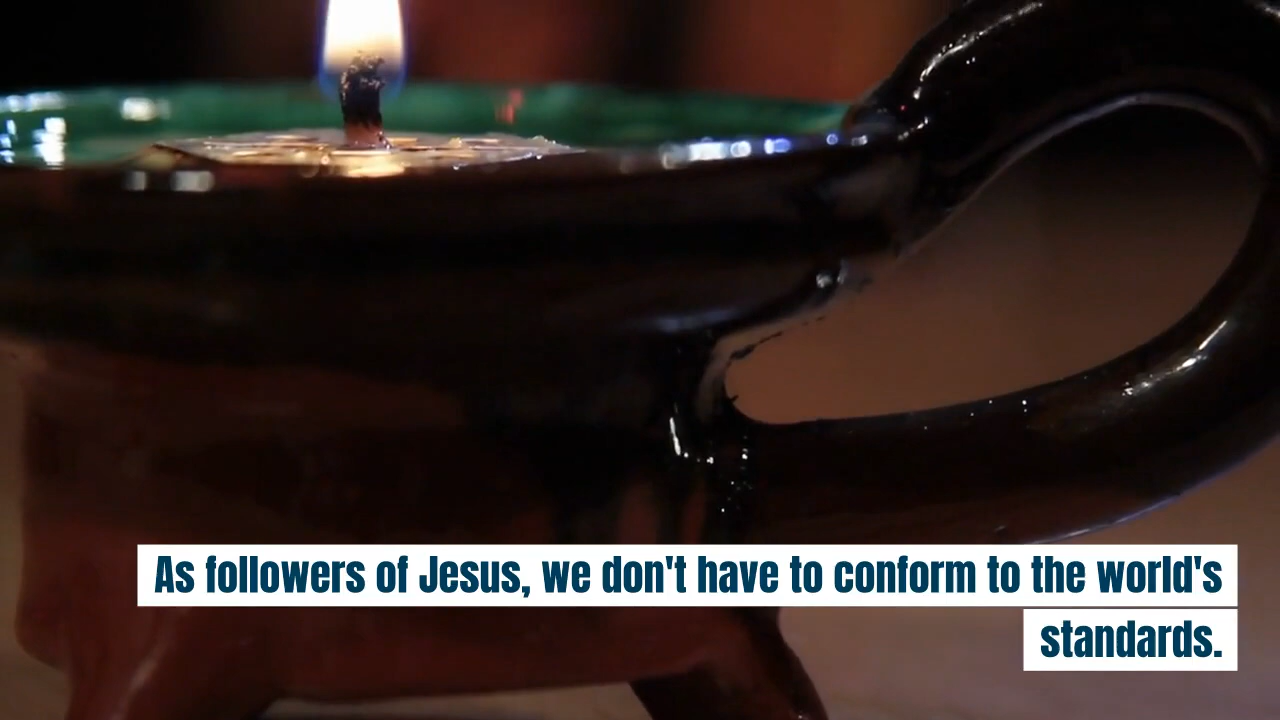 As followers of Jesus, we don't have to conform to the world's
standards.